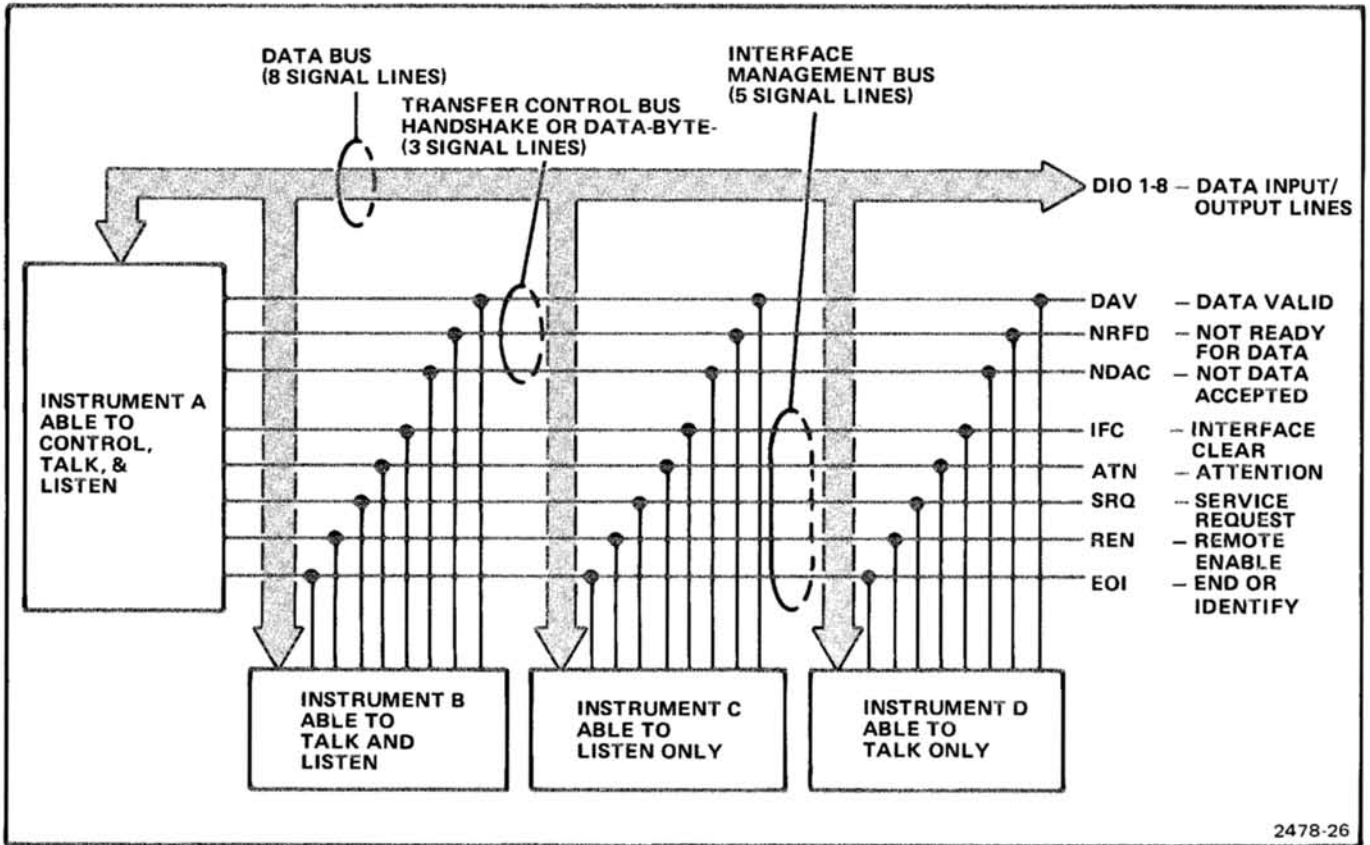 DATA BUS
(8 SIGNAL LINES)
TRANSFER CONTROL BUS
HANDSHAKE OR DATA-BYTE-
(3 SIGNAL LINES)
INTERFACE
MANAGEMENT BUS
(5 SIGNAL LINES)
DIO 1-8 – DATA INPUT/
OUTPUT LINES
DAV – DATA VALID
NRFD – NOT READY
FOR DATA
NDAC – NOT DATA
ACCEPTED
IFC – INTERFACE
CLEAR
ATN – ATTENTION
SRQ – SERVICE
REQUEST
REN – REMOTE
ENABLE
EOI – END OR
IDENTIFY
INSTRUMENT A
ABLE TO
CONTROL,
TALK, &
LISTEN
INSTRUMENT B
ABLE TO
TALK AND
LISTEN
INSTRUMENT C
ABLE TO
LISTEN ONLY
INSTRUMENT D
ABLE TO
TALK ONLY
2478-26